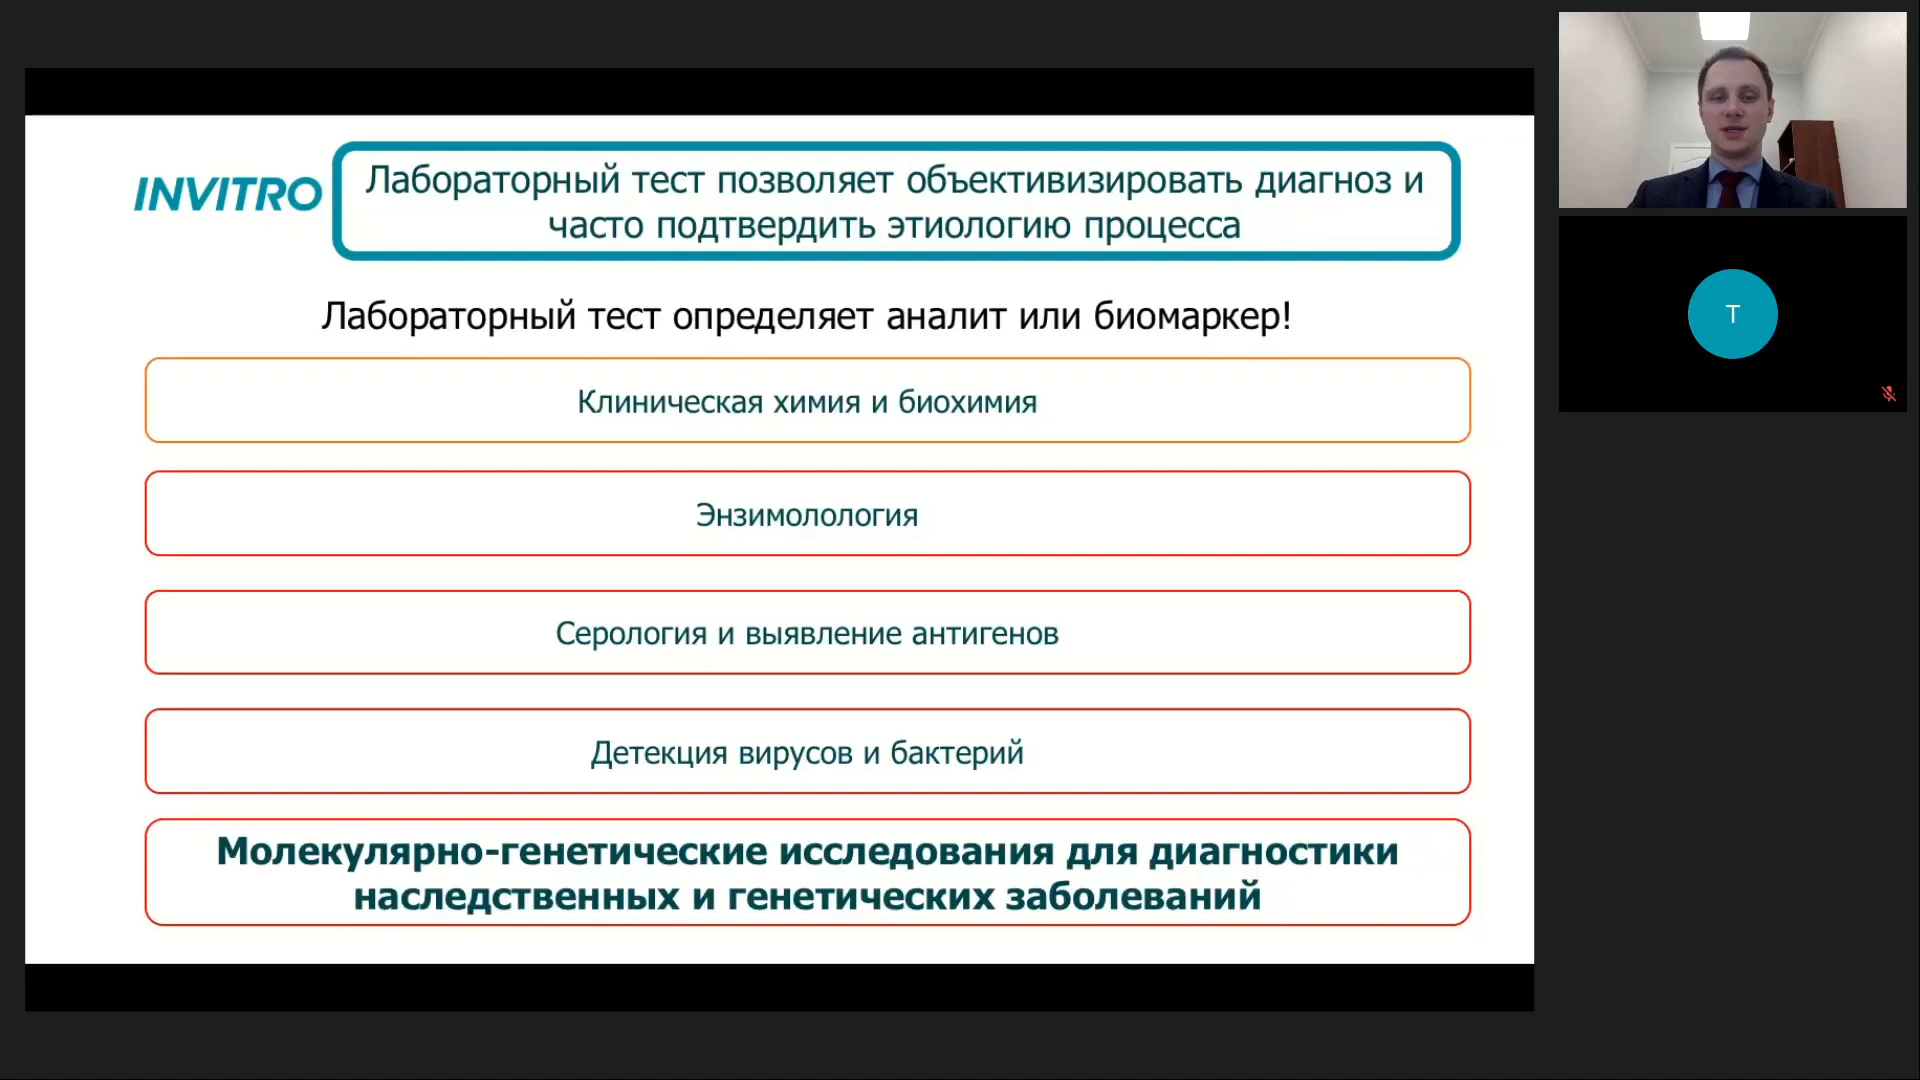 INVITRO
Лабораторный тест позволяет объективизировать диагноз и
часто подтвердить этиологию процесса
Лабораторный тест определяет аналит или биомаркер!
Клиническая химия и биохимия
Энзимолология
Серология и выявление антигенов
Детекция вирусов и бактерий
Молекулярно-генетические исследования для диагностики
наследственных и генетических заболеваний
T